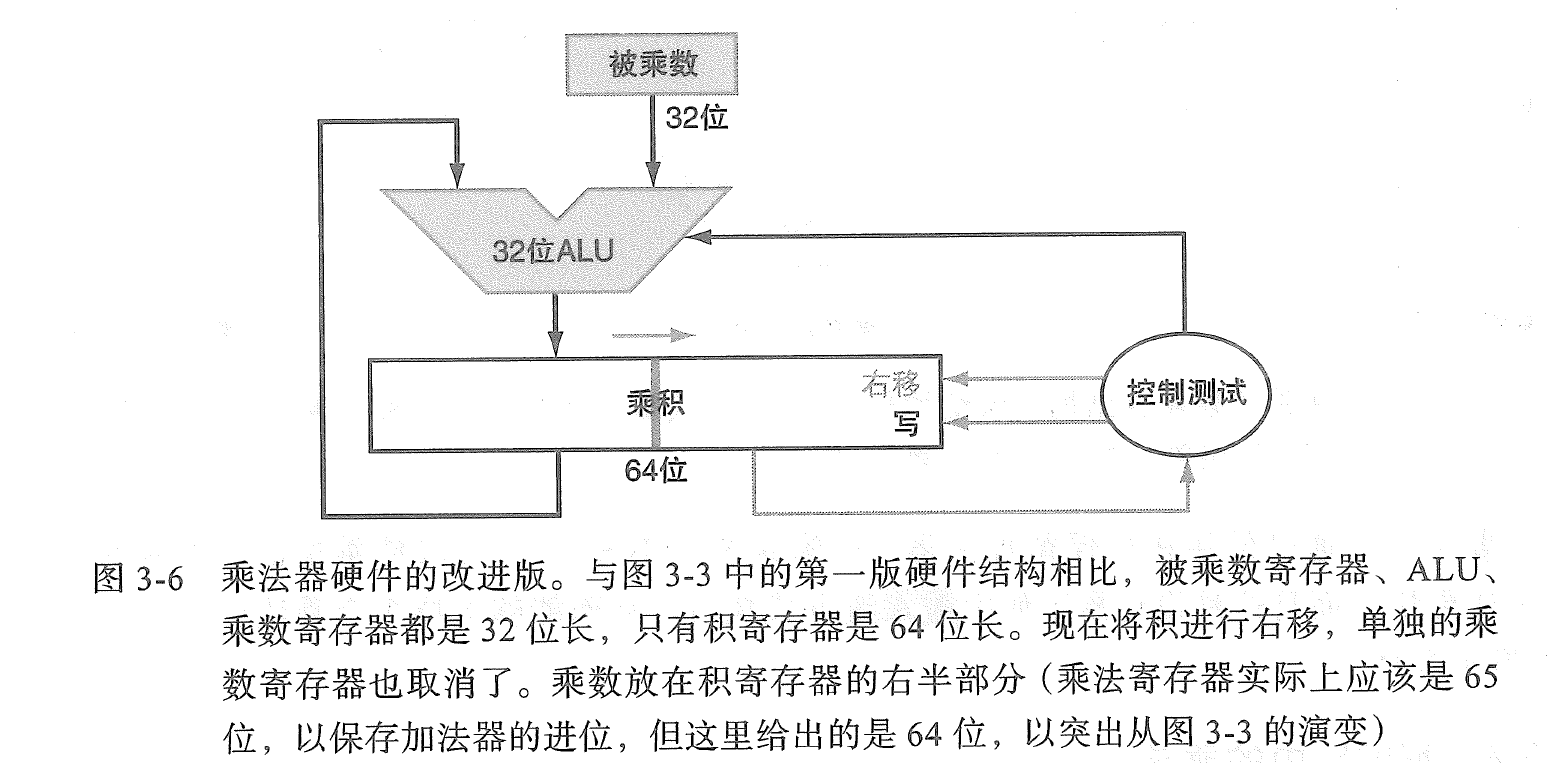 被乘数
32位
32位ALU
乘积
右移
写
控制测试
64位
图 3-6 乘法器硬件的改进版。与图 3-3 中的第一版硬件结构相比，被乘数寄存器、ALU、
乘数寄存器都是 32 位长，只有积寄存器是 64 位长。现在将积进行右移，单独的乘
数寄存器也取消了。乘数放在积寄存器的右半部分（乘法寄存器实际上应该是 65
位，以保存加法器的进位，但这里给出的是 64 位，以突出从图 3-3 的演变）